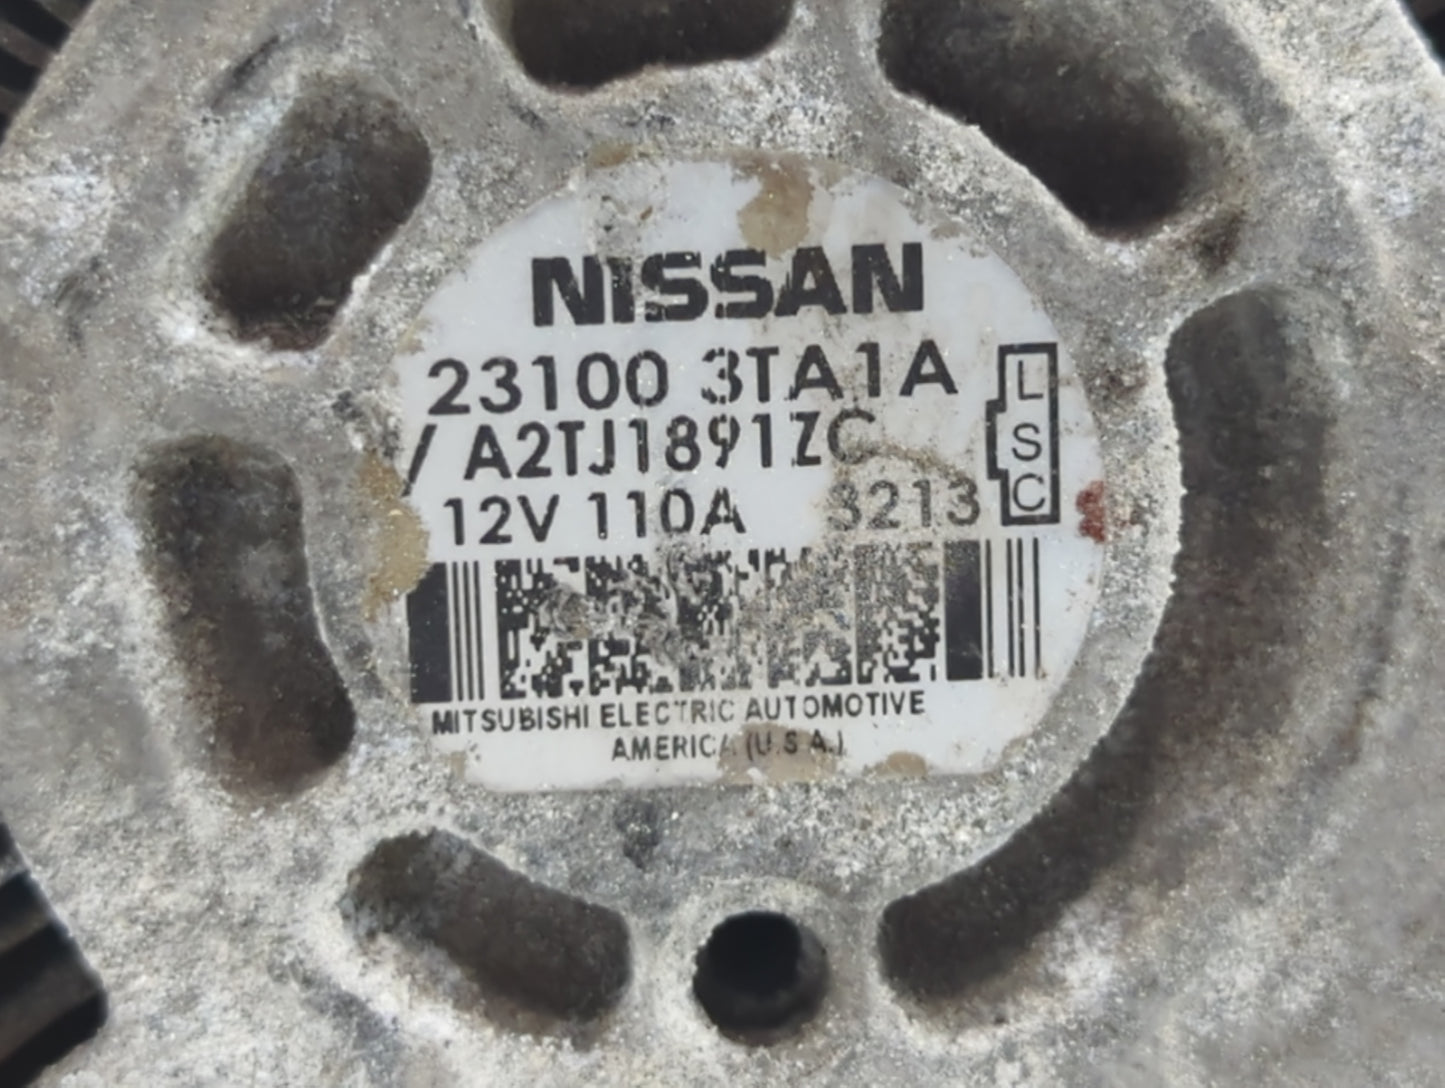 NISSAN
23100 3TA1A
/ A2TJ1891ZC
12V 110A 3213
L
S
C
MITSUBISHI ELECTRIC AUTOMOTIVE
AMERICA (U.S.A.)